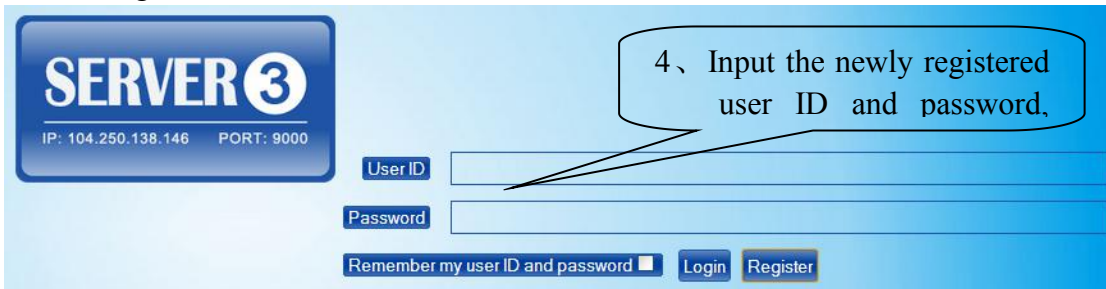 SERVER 3
IP: 104.250.138.146 PORT: 9000
4、Input the newly registered
user ID and password,
User ID
Password
Remember my user ID and password
Login
Register